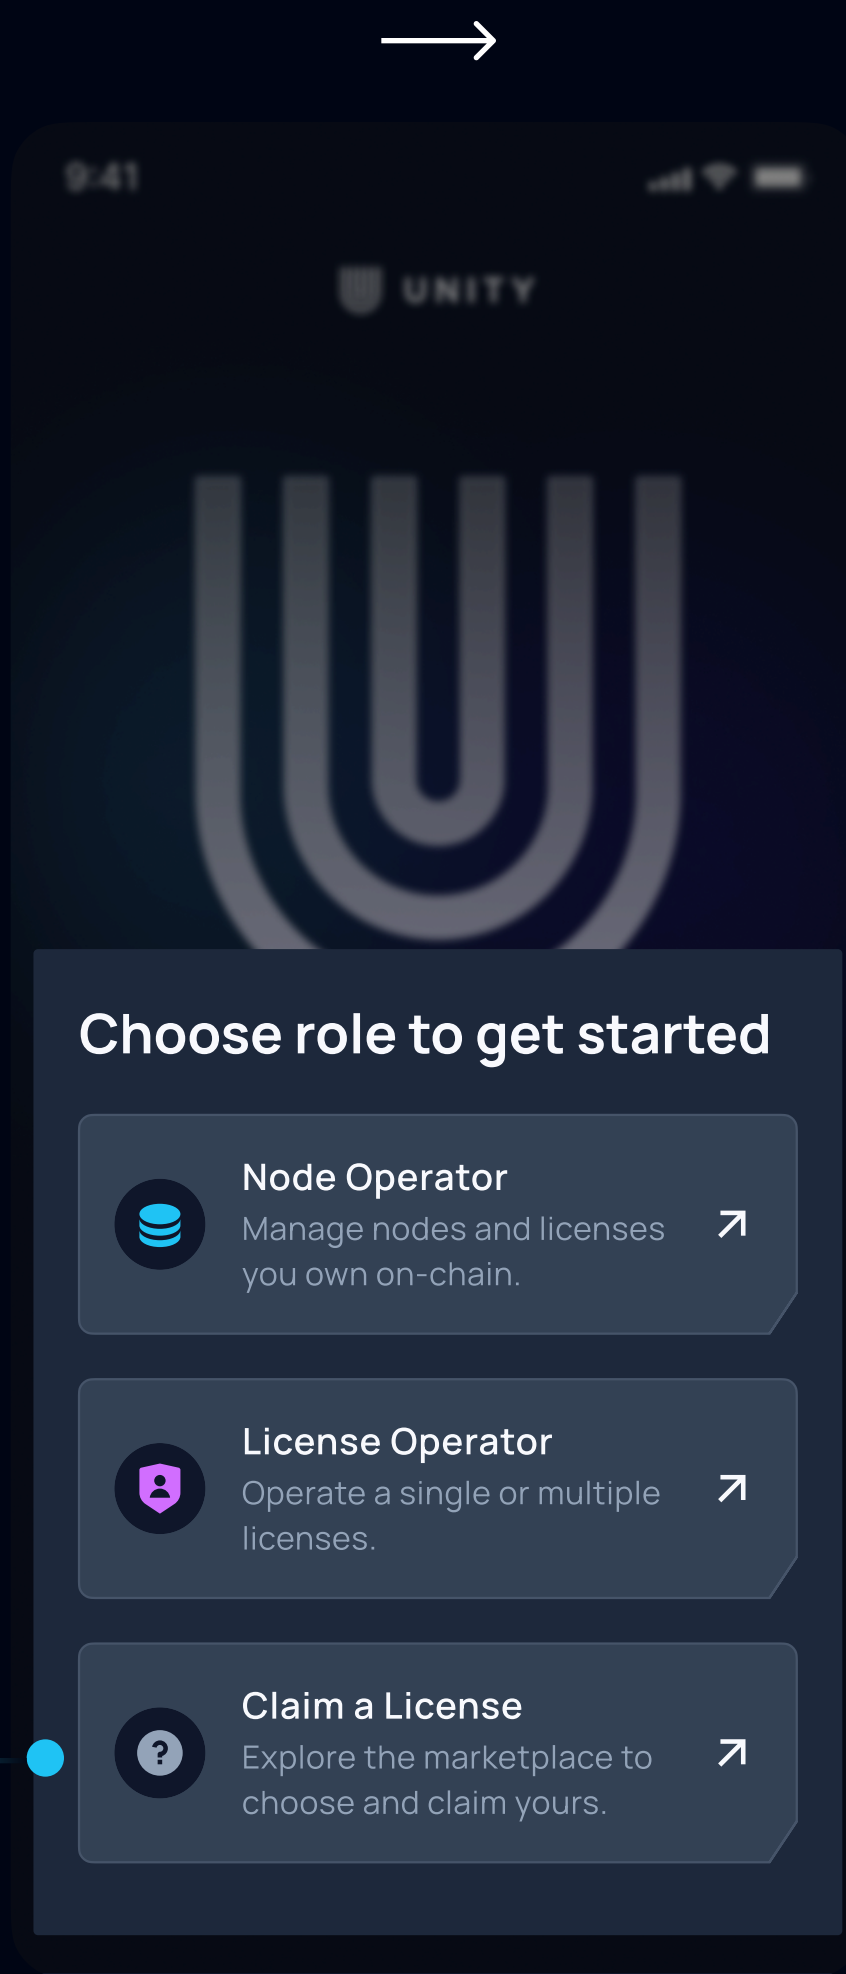 9:41
UNITY
Choose role to get started
Node Operator
Manage nodes and licenses
you own on-chain.
License Operator
Operate a single or multiple
licenses.
Claim a License
?
Explore the marketplace to
choose and claim yours.